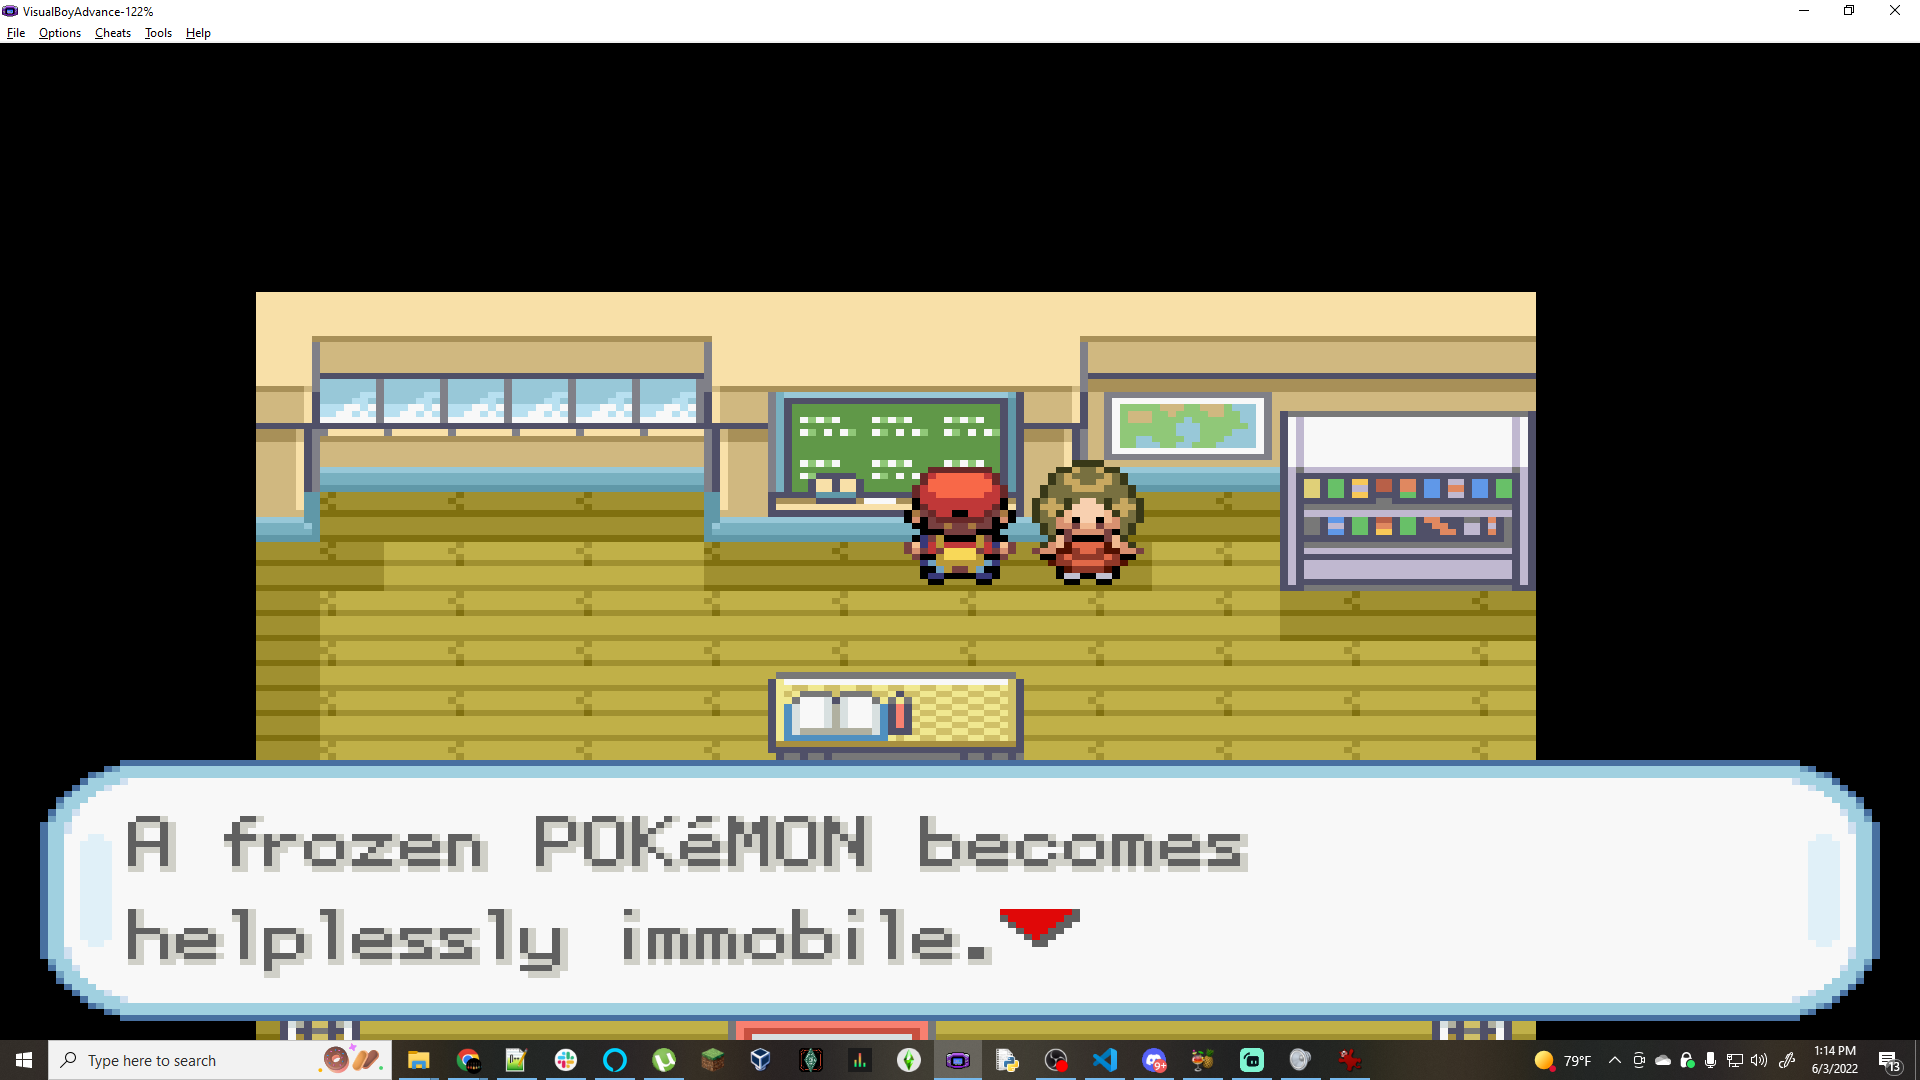 VisualBoyAdvance-122%
File Options Cheats Tools Help
A frozen POKéMON becomes
helplessly immobile.
Type here to search
9+
79°F
1:14 PM
6/3/2022
13